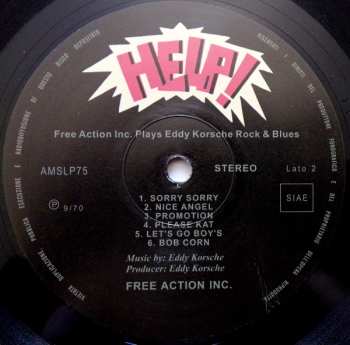 HELP!
Free Action Inc. Plays Eddy Korsche Rock & Blues
AMSLP75
STEREO
Lato 2
1. SORRY SORRY
2. NICE ANGEL
3. PROMOTION
4. PLEASE KAT
5. LET'S GO BOY'S
6. BOB CORN
Ⓟ 9/70
SIAE
Music by: Eddy Korsche
Producer: Eddy Korsche
FREE ACTION INC.